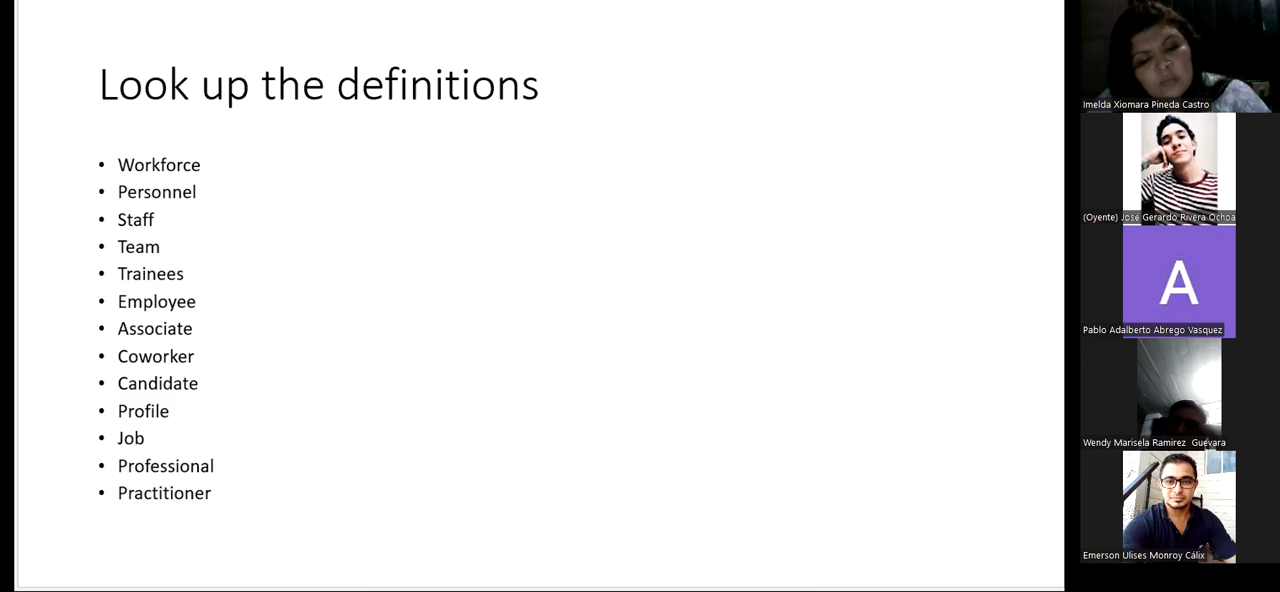 Look up the definitions
• Workforce
• Personnel
• Staff
• Team
• Trainees
• Employee
• Associate
• Coworker
• Candidate
• Profile
• Job
• Professional
• Practitioner
Imelda Xiomara Pineda Castro
(Oyente) José Gerardo Rivera Ochoa
A
Pablo Adalberto Abrego Vasquez
Wendy Marisela Ramirez Guevara
Emerson Ulises Monroy Cálix